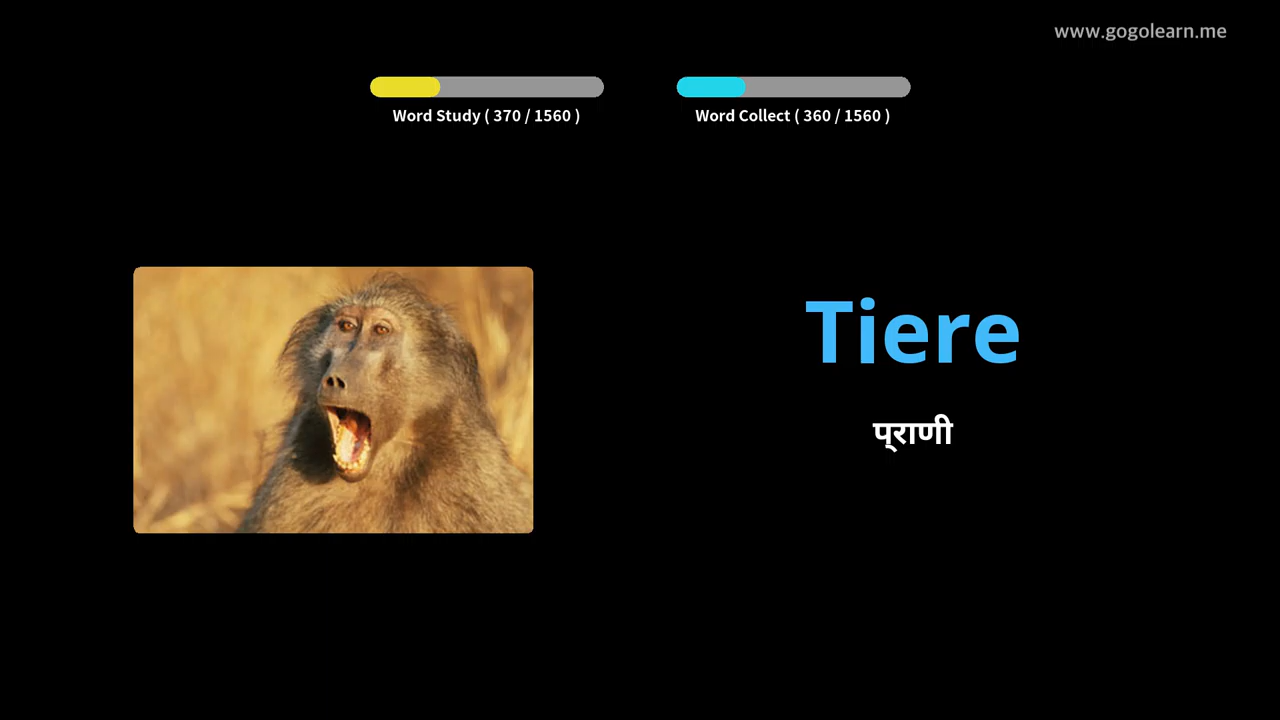 www.gogolearn.me
Word Study ( 370 / 1560 )
Word Collect ( 360 / 1560 )
Tiere
प्राणी